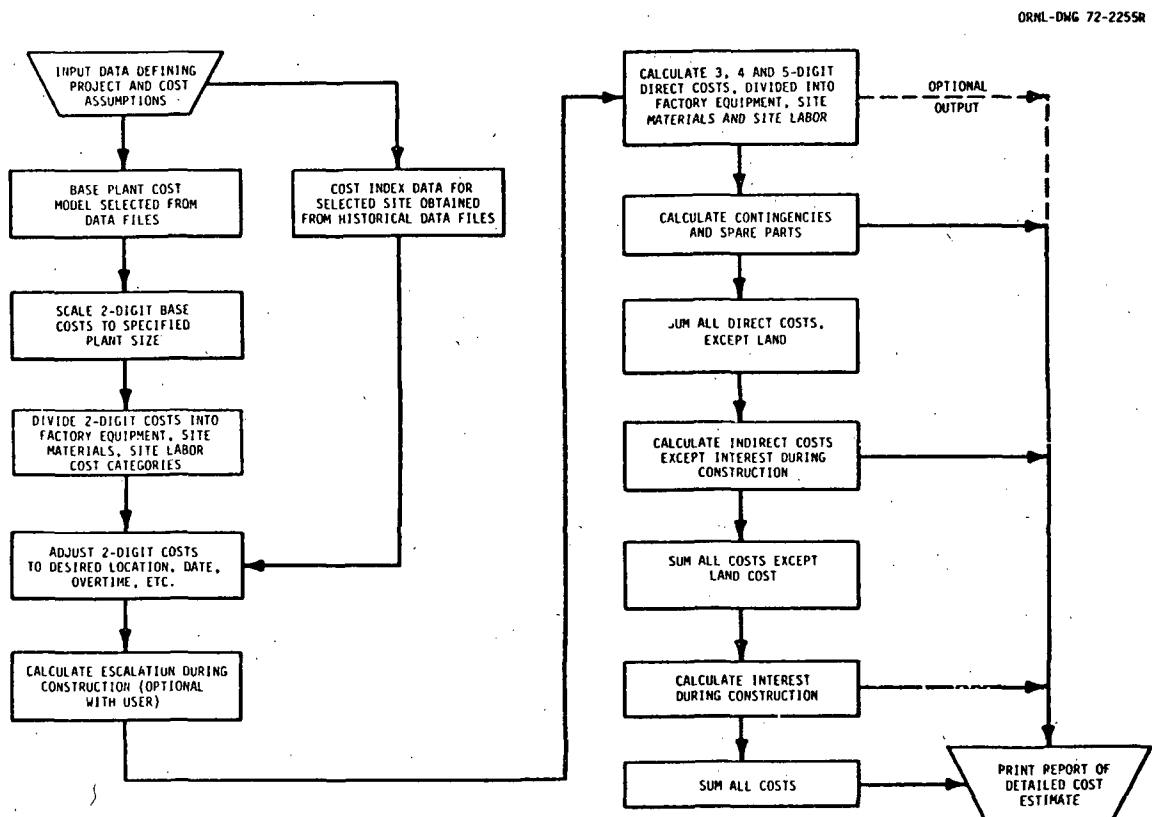 ORNL-DWG 72-2255R
INPUT DATA DEFINING
PROJECT AND COST
ASSUMPTIONS
BASE PLANT COST
MODEL SELECTED FROM
DATA FILES
COST INDEX DATA FOR
SELECTED SITE OBTAINED
FROM HISTORICAL DATA FILES
SCALE 2-DIGIT BASE
COSTS TO SPECIFIED
PLANT SIZE
DIVIDE 2-DIGIT COSTS INTO
FACTORY EQUIPMENT, SITE
MATERIALS, SITE LABOR
COST CATEGORIES
ADJUST 2-DIGIT COSTS
TO DESIRED LOCATION, DATE,
OVERTIME, ETC.
CALCULATE ESCALATION DURING
CONSTRUCTION (OPTIONAL
WITH USER)
CALCULATE 3, 4 AND 5-DIGIT
DIRECT COSTS, DIVIDED INTO
FACTORY EQUIPMENT, SITE
MATERIALS AND SITE LABOR
OPTIONAL
OUTPUT
CALCULATE CONTINGENCIES
AND SPARE PARTS
SUM ALL DIRECT COSTS,
EXCEPT LAND
CALCULATE INDIRECT COSTS
EXCEPT INTEREST DURING
CONSTRUCTION
SUM ALL COSTS EXCEPT
LAND COST
CALCULATE INTEREST
DURING CONSTRUCTION
SUM ALL COSTS
PRINT REPORT OF
DETAILED COST
ESTIMATE